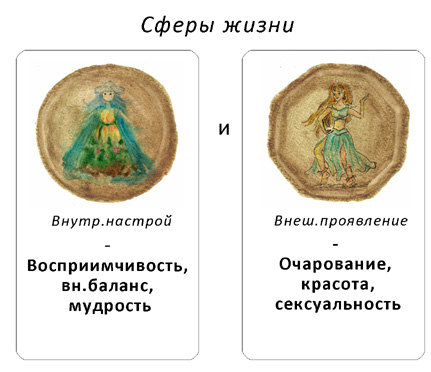 Сферы жизни
Внутр.настрой
-
Восприимчивость,
вн.баланс,
мудрость
и
Внеш.проявление
-
Очарование,
красота,
сексуальность